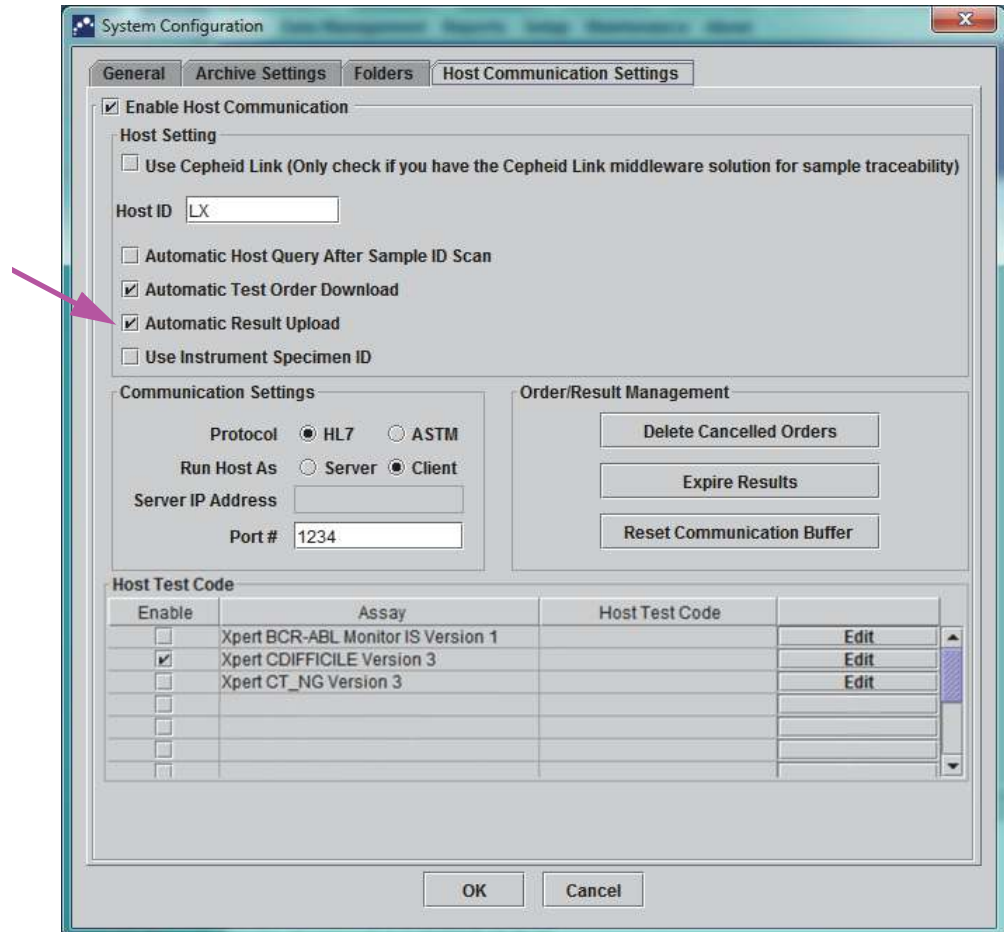 System Configuration
General Archive Settings Folders Host Communication Settings
Enable Host Communication
Host Setting
Use Cepheid Link (Only check if you have the Cepheid Link middleware solution for sample traceability)
Host ID LX
Automatic Host Query After Sample ID Scan
Automatic Test Order Download
Automatic Result Upload
Use Instrument Specimen ID
Communication Settings
Protocol HL7 ASTM
Run Host As Server Client
Server IP Address
Port # 1234
Order/Result Management
Delete Cancelled Orders
Expire Results
Reset Communication Buffer
Host Test Code
Enable Assay Host Test Code
Xpert BCR-ABL Monitor IS Version 1 Edit
Xpert CDIFFICILE Version 3 Edit
Xpert CT_NG Version 3 Edit
OK Cancel